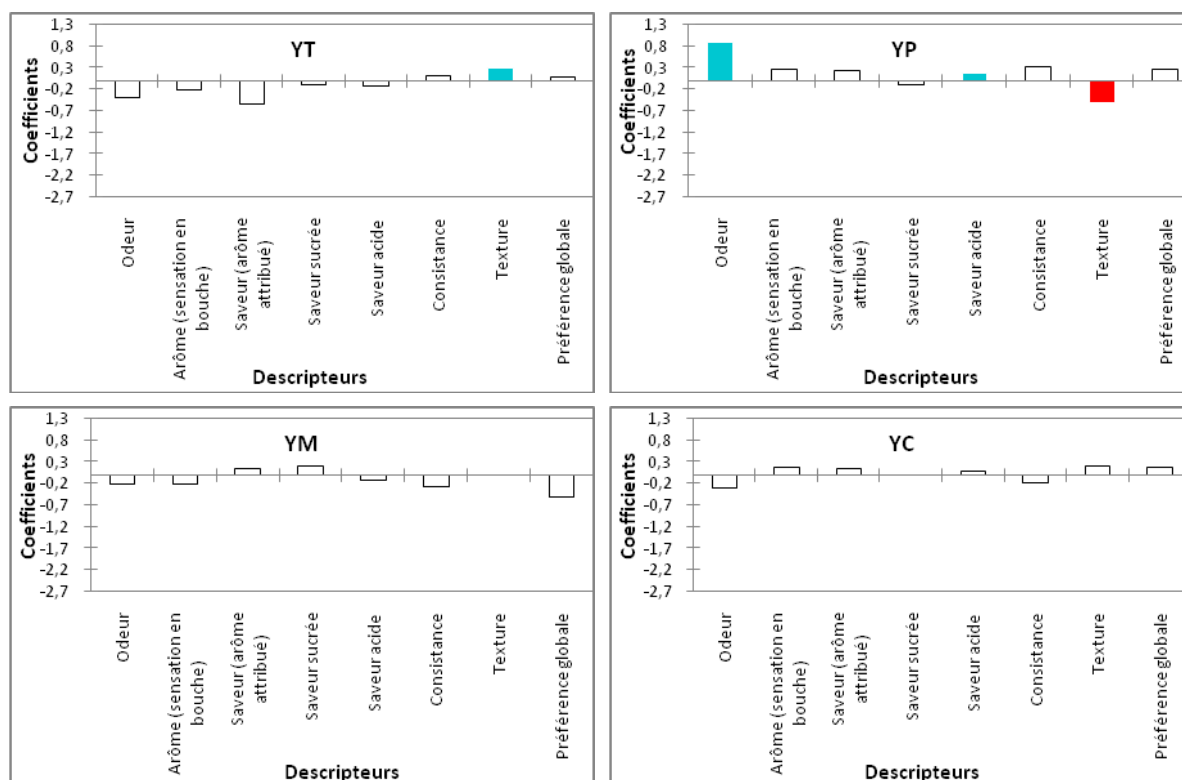 YT
Coefficients
1,3
0,8
0,3
-0,2
-0,7
-1,2
-1,7
-2,2
-2,7
Odeur
Arôme (sensation en
bouche)
Saveur (arôme
attribué)
Saveur sucrée
Saveur acide
Consistance
Texture
Préférence globale
Descripteurs
YP
Coefficients
1,3
0,8
0,3
-0,2
-0,7
-1,2
-1,7
-2,2
-2,7
Odeur
Arôme (sensation en
bouche)
Saveur (arôme
attribué)
Saveur sucrée
Saveur acide
Consistance
Texture
Préférence globale
Descripteurs
YM
Coefficients
1,3
0,8
0,3
-0,2
-0,7
-1,2
-1,7
-2,2
-2,7
Odeur
Arôme (sensation en
bouche)
Saveur (arôme
attribué)
Saveur sucrée
Saveur acide
Consistance
Texture
Préférence globale
Descripteurs
YC
Coefficients
1,3
0,8
0,3
-0,2
-0,7
-1,2
-1,7
-2,2
-2,7
Odeur
Arôme (sensation en
bouche)
Saveur (arôme
attribué)
Saveur sucrée
Saveur acide
Consistance
Texture
Préférence globale
Descripteurs